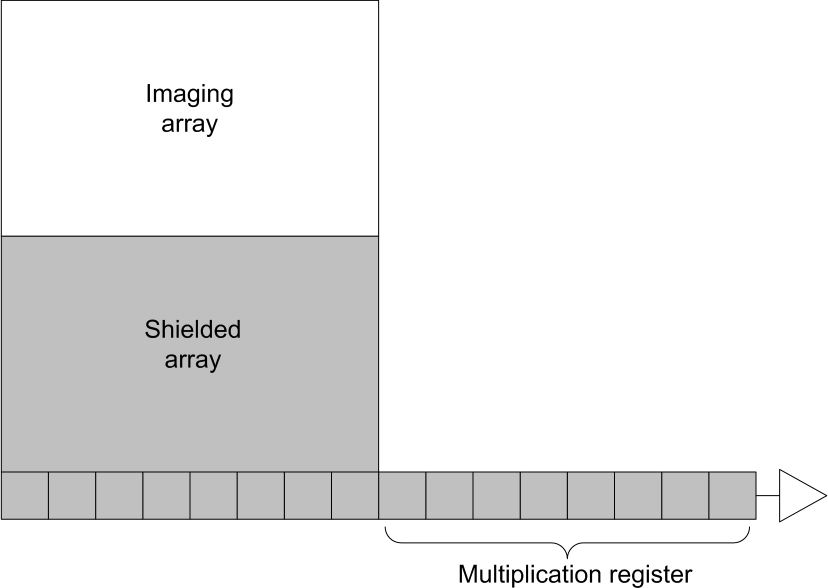 Imaging
array
Shielded
array
Multiplication register